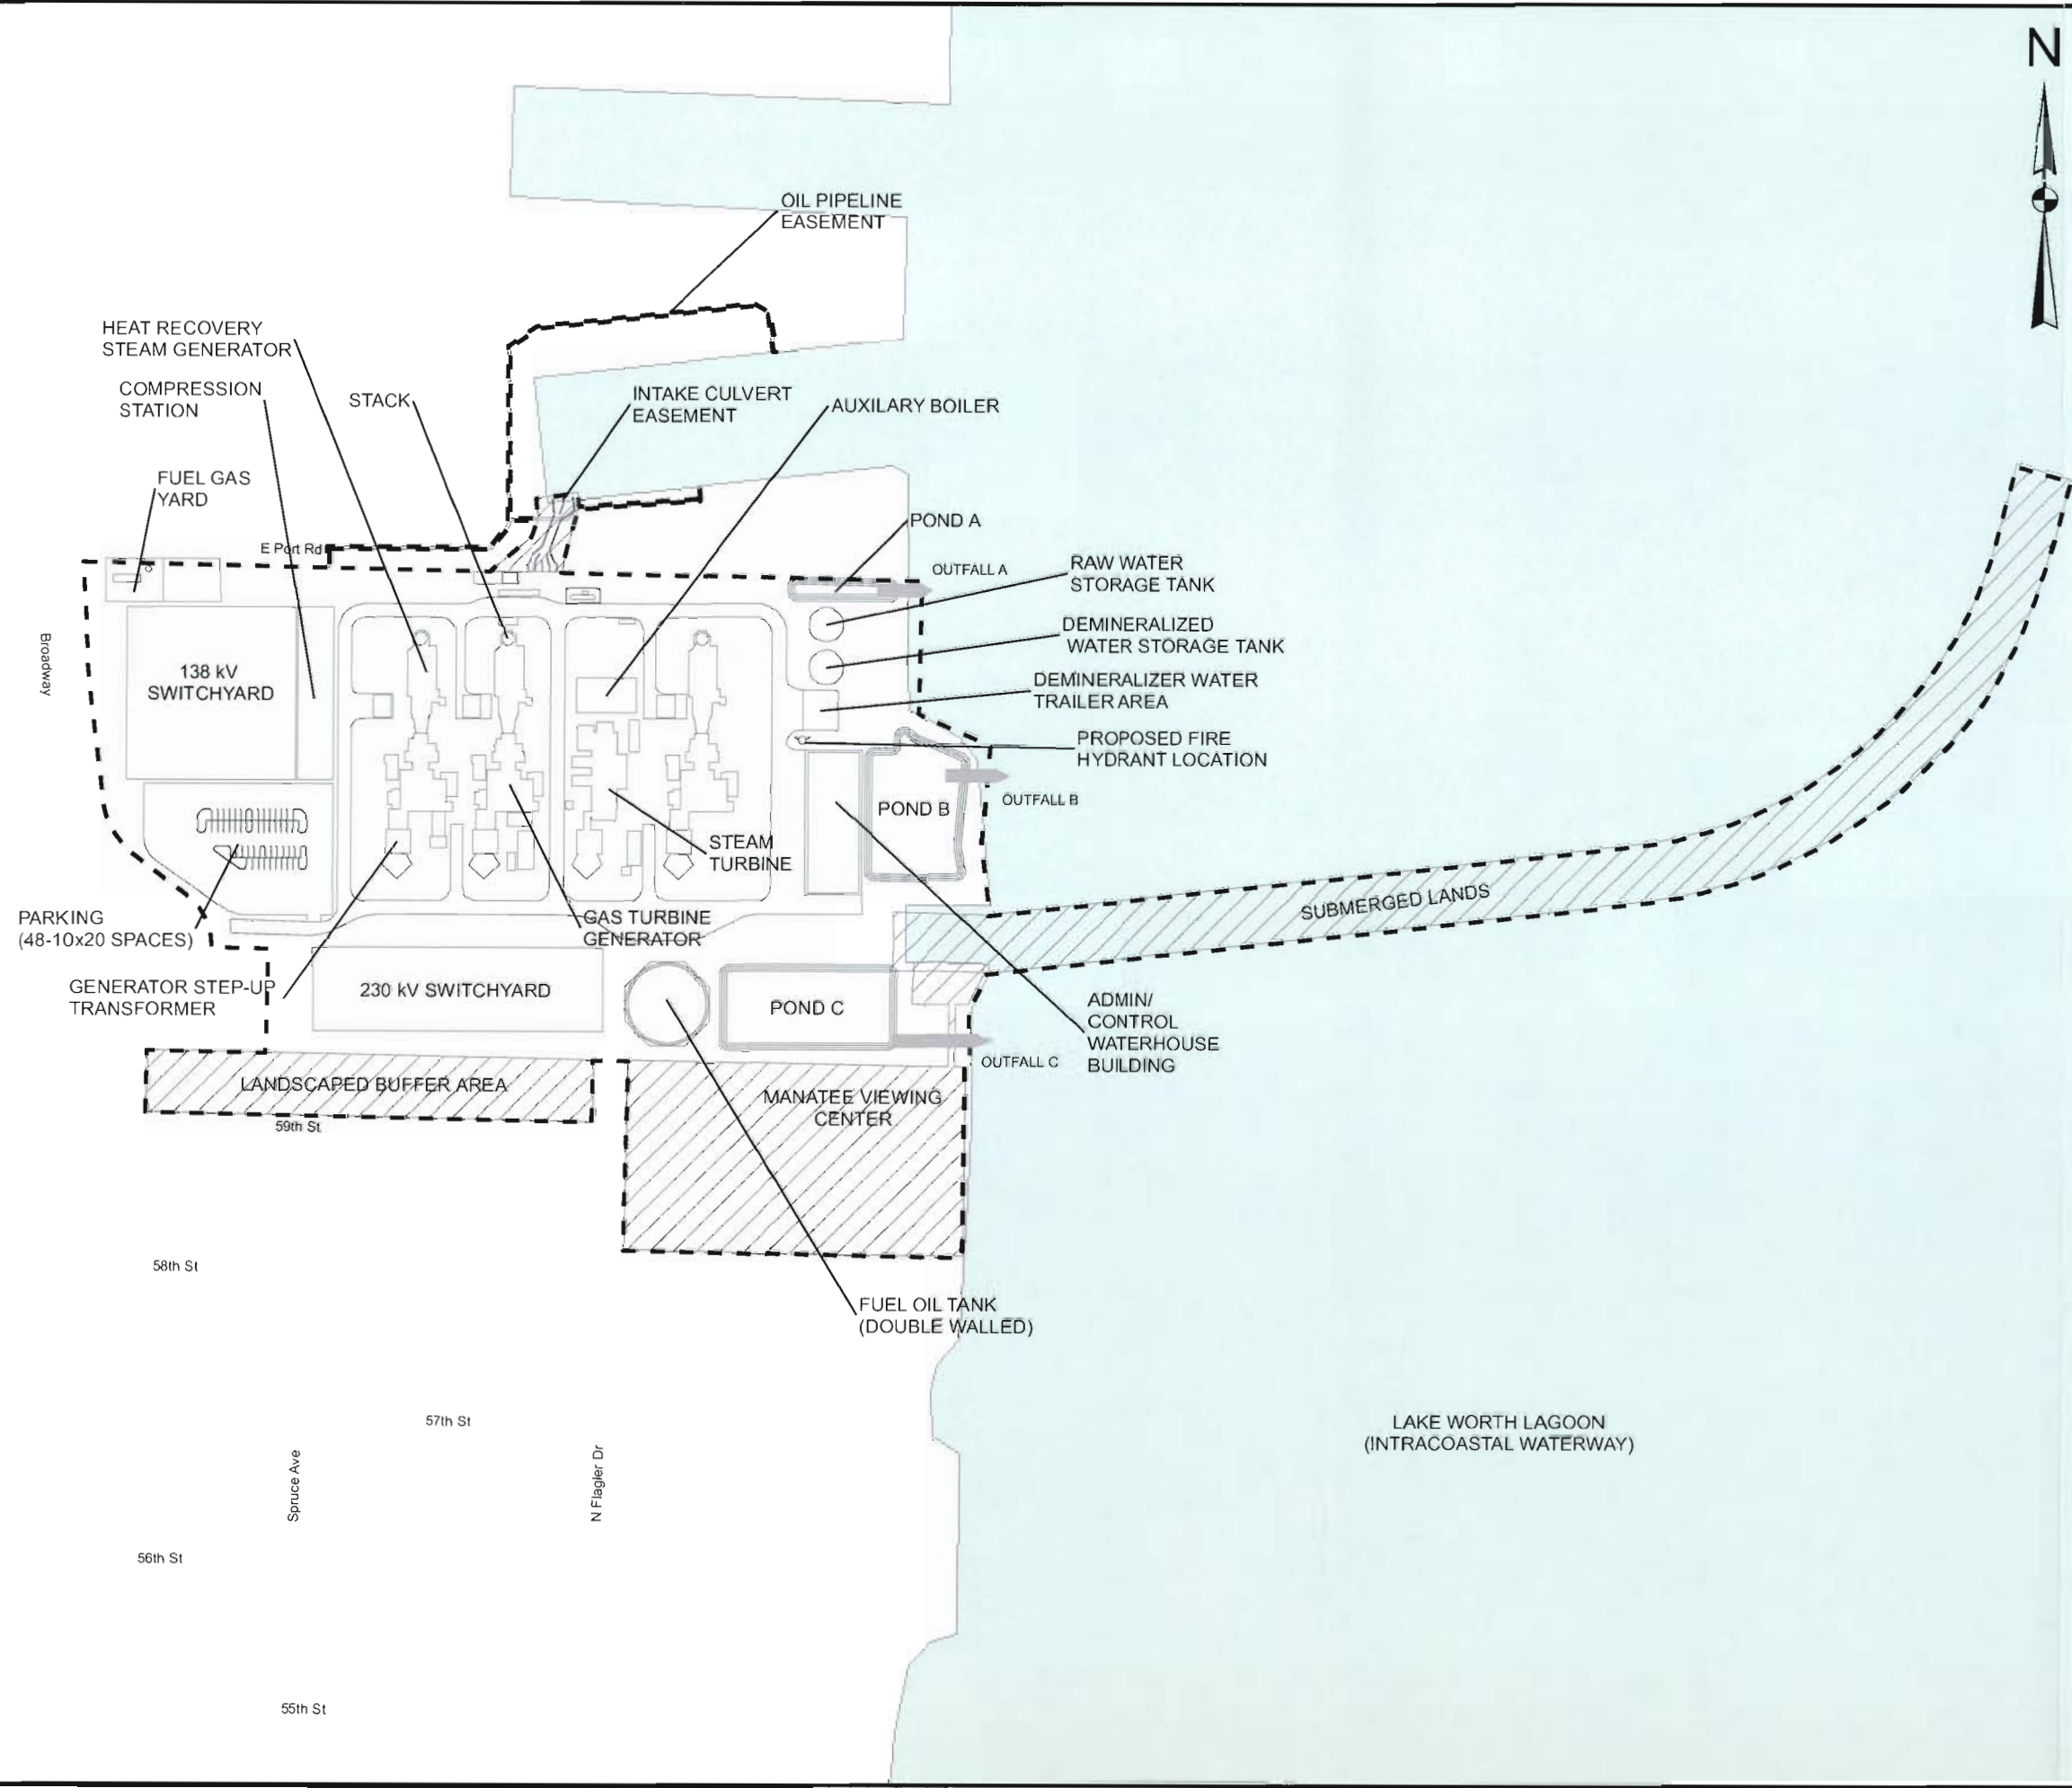 N
OIL PIPELINE
EASEMENT
HEAT RECOVERY
STEAM GENERATOR
COMPRESSION
STATION
STACK
INTAKE CULVERT
EASEMENT
AUXILARY BOILER
FUEL GAS
YARD
E Port Rd
POND A
OUTFALL A
RAW WATER
STORAGE TANK
DEMINERALIZED
WATER STORAGE TANK
Broadway
138 kV
SWITCHYARD
DEMINERALIZER WATER
TRAILER AREA
PROPOSED FIRE
HYDRANT LOCATION
OUTFALL B
POND B
STEAM
TURBINE
SUBMERGED LANDS
PARKING
(48-10x20 SPACES)
GAS TURBINE
GENERATOR
GENERATOR STEP-UP
TRANSFORMER
230 kV SWITCHYARD
POND C
ADMIN/
CONTROL
WATERHOUSE
BUILDING
OUTFALL C
LANDSCAPED BUFFER AREA
MANATEE VIEWING
CENTER
59th St
58th St
FUEL OIL TANK
(DOUBLE WALLED)
57th St
LAKE WORTH LAGOON
(INTRACOASTAL WATERWAY)
Spruce Ave
N Flagler Dr
56th St
55th St